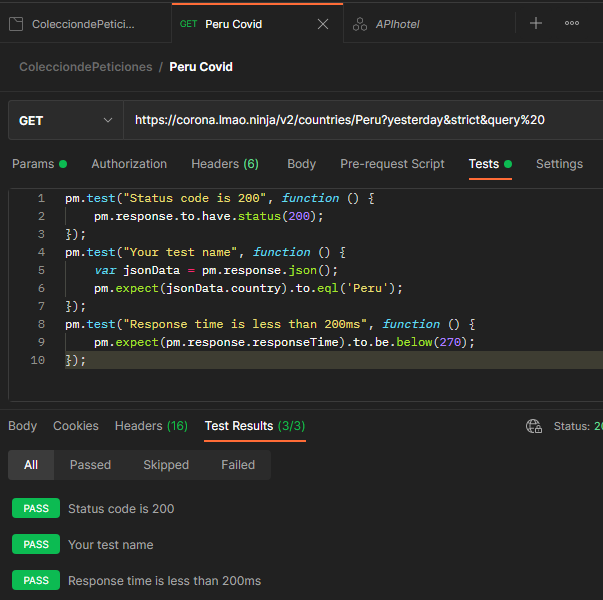 ColecciondePetici...
GET Peru Covid
APIhotel
ColecciondePeticiones / Peru Covid
GET https://corona.lmao.ninja/v2/countries/Peru?yesterday&strict&query%20
Params Authorization Headers (6) Body Pre-request Script Tests Settings
1 pm.test("Status code is 200", function () {
2 pm.response.to.have.status(200);
3 });
4 pm.test("Your test name", function () {
5 var jsonData = pm.response.json();
6 pm.expect(jsonData.country).to.eql('Peru');
7 });
8 pm.test("Response time is less than 200ms", function () {
9 pm.expect(pm.response.responseTime).to.be.below(270);
10 });
Body Cookies Headers (16) Test Results (3/3) Status:
All Passed Skipped Failed
PASS Status code is 200
PASS Your test name
PASS Response time is less than 200ms